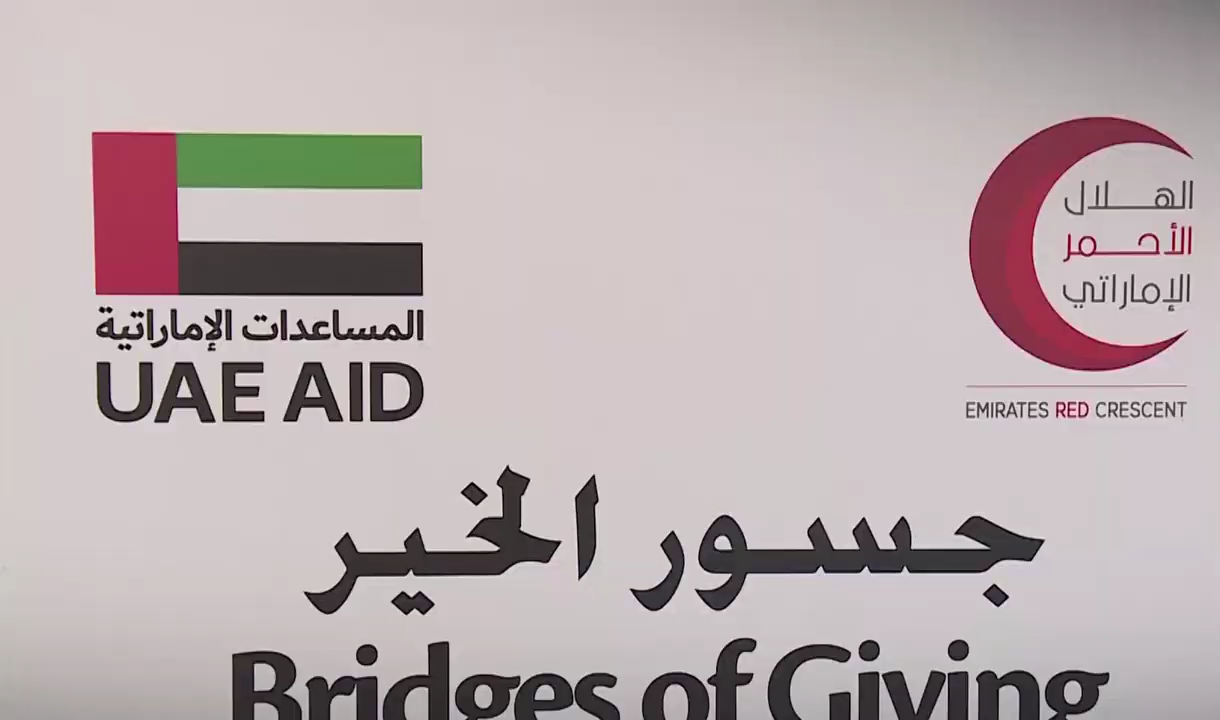 المساعدات الإماراتية
UAE AID
الهلال
الأحمر
الإماراتي
EMIRATES RED CRESCENT
جسور الخير
Bridges of Giving